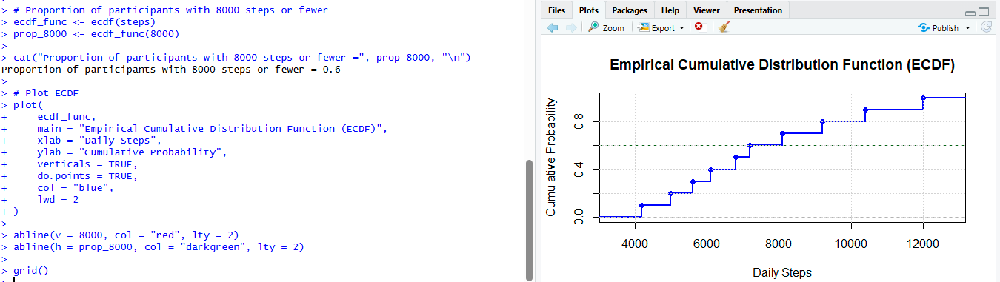 >
> # Proportion of participants with 8000 steps or fewer
> ecdf_func <- ecdf(steps)
> prop_8000 <- ecdf_func(8000)
>
> cat("Proportion of participants with 8000 steps or fewer =", prop_8000, "\n")
Proportion of participants with 8000 steps or fewer = 0.6
>
> # Plot ECDF
> plot(
+     ecdf_func,
+     main = "Empirical Cumulative Distribution Function (ECDF)",
+     xlab = "Daily Steps",
+     ylab = "Cumulative Probability",
+     verticals = TRUE,
+     do.points = TRUE,
+     col = "blue",
+     lwd = 2
+ )
>
> abline(v = 8000, col = "red", lty = 2)
> abline(h = prop_8000, col = "darkgreen", lty = 2)
>
> grid()
>
Files Plots Packages Help Viewer Presentation
Zoom Export Publish
Empirical Cumulative Distribution Function (ECDF)
Cumulative Probability
0.8
0.4
0.0
4000 6000 8000 10000 12000
Daily Steps